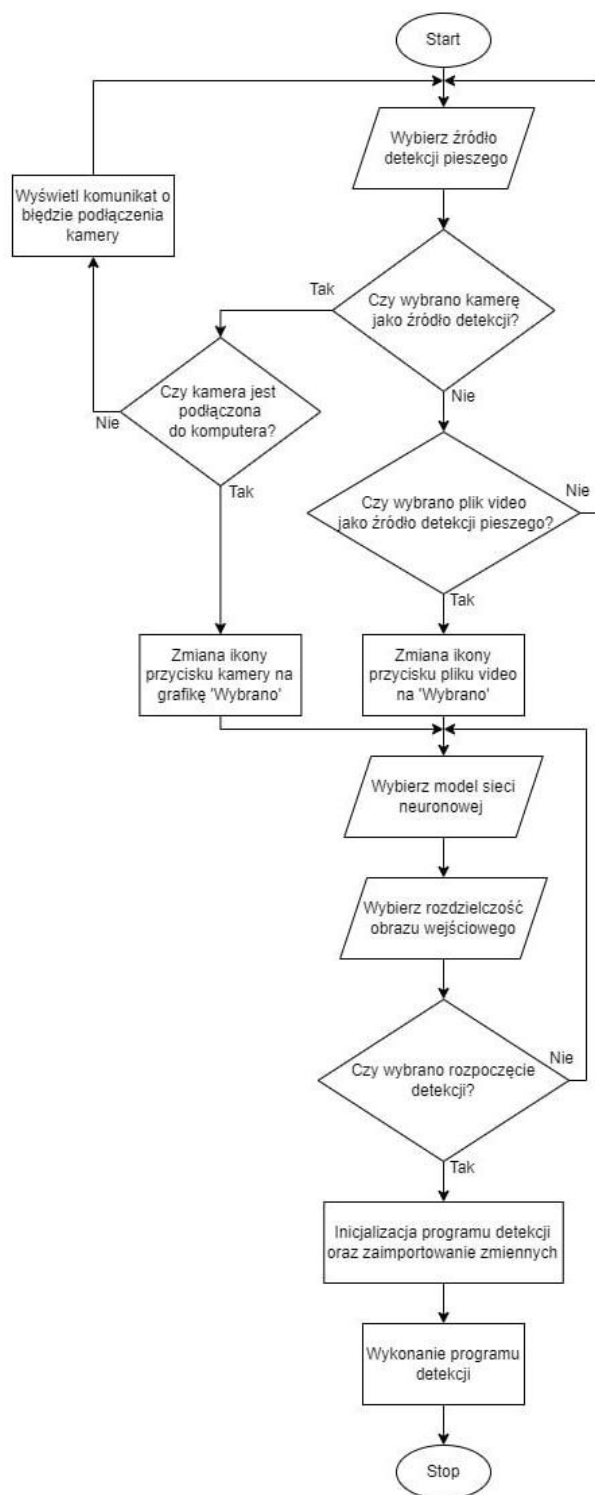 Start
Wybierz źródło
detekcji pieszego
Wyświetl komunikat o
błędzie podłączenia
kamery
Tak
Czy wybrano kamerę
jako źródło detekcji?
Nie
Czy kamera jest
podłączona
do komputera?
Nie
Tak
Czy wybrano plik video
jako źródło detekcji pieszego?
Nie
Tak
Zmiana ikony
przycisku kamery na
grafikę 'Wybrano'
Zmiana ikony
przycisku pliku video
na 'Wybrano'
Wybierz model sieci
neuronowej
Wybierz rozdzielczość
obrazu wejściowego
Czy wybrano rozpoczęcie
detekcji?
Nie
Tak
Inicjalizacja programu detekcji
oraz zaimportowanie zmiennych
Wykonanie programu
detekcji
Stop